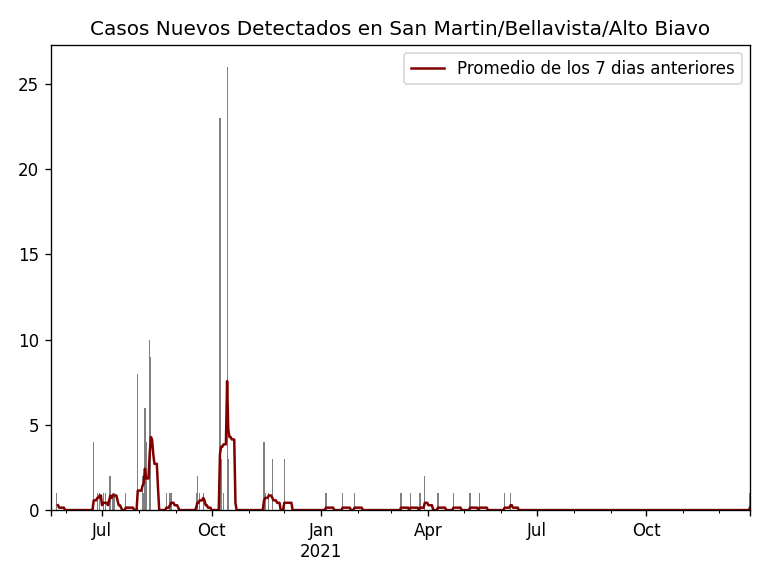 Casos Nuevos Detectados en San Martin/Bellavista/Alto Biavo
Promedio de los 7 dias anteriores
25
20
15
10
5
0
Jul Oct Jan Apr Jul Oct
2021